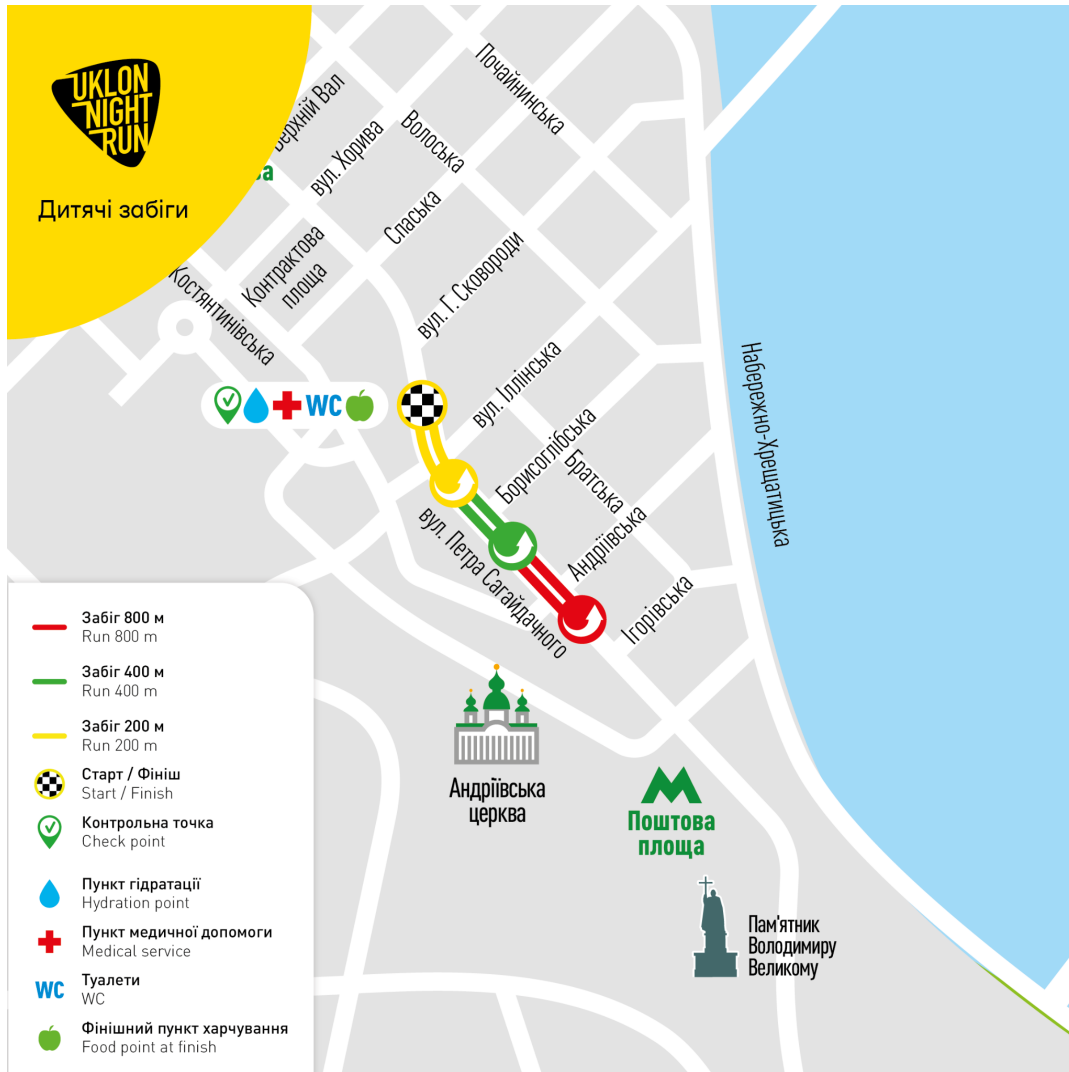 UKLON
NIGHT
RUN
Дитячі забіги
Почайнинська
Верхній Вал
Волоська
вул. Хорива
ва
Спаська
Контрактова
площа
вул. Г. Сковороди
Костянтинівська
Набережно-Хрещатицька
вул. Іллінська
WC
Борисоглібська
Братська
Андріївська
вул. Петра Сагайдачного
Ігорівська
Андріївська
церква
Поштова
площа
Пам'ятник
Володимиру
Великому
Забіг 800 м
Run 800 m
Забіг 400 м
Run 400 m
Забіг 200 м
Run 200 m
Старт / Фініш
Start / Finish
Контрольна точка
Check point
Пункт гідратації
Hydration point
Пункт медичної допомоги
Medical service
WC
Туалети
WC
Фінішний пункт харчування
Food point at finish